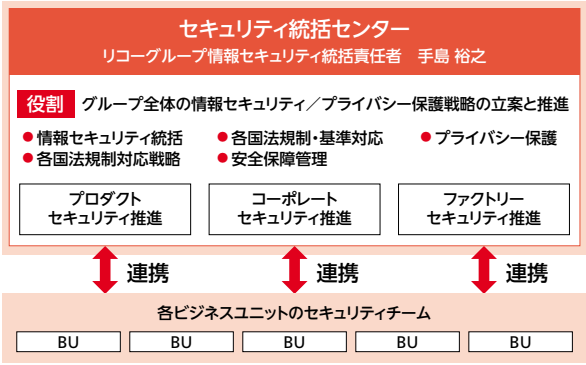 セキュリティ統括センター
リコーグループ情報セキュリティ統括責任者　手島 裕之
役割 グループ全体の情報セキュリティ／プライバシー保護戦略の立案と推進
●情報セキュリティ統括 ●各国法規制・基準対応 ●プライバシー保護
●各国法規制対応戦略 ●安全保障管理
プロダクト
セキュリティ推進
コーポレート
セキュリティ推進
ファクトリー
セキュリティ推進
連携 連携 連携
各ビジネスユニットのセキュリティチーム
BU BU BU BU BU